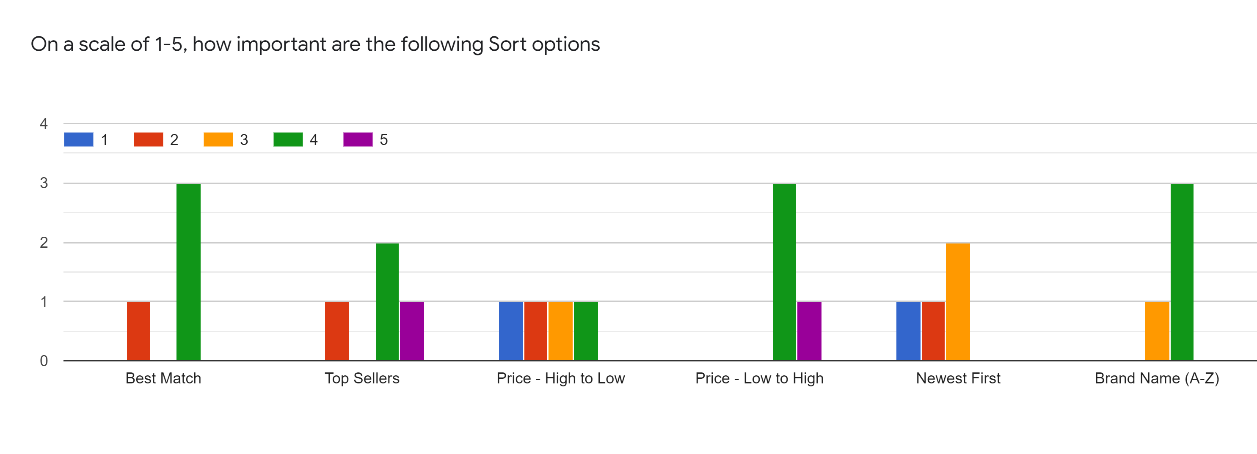 On a scale of 1-5, how important are the following Sort options
4
1 2 3 4 5
3
2
1
0
Best Match Top Sellers Price - High to Low Price - Low to High Newest First Brand Name (A-Z)